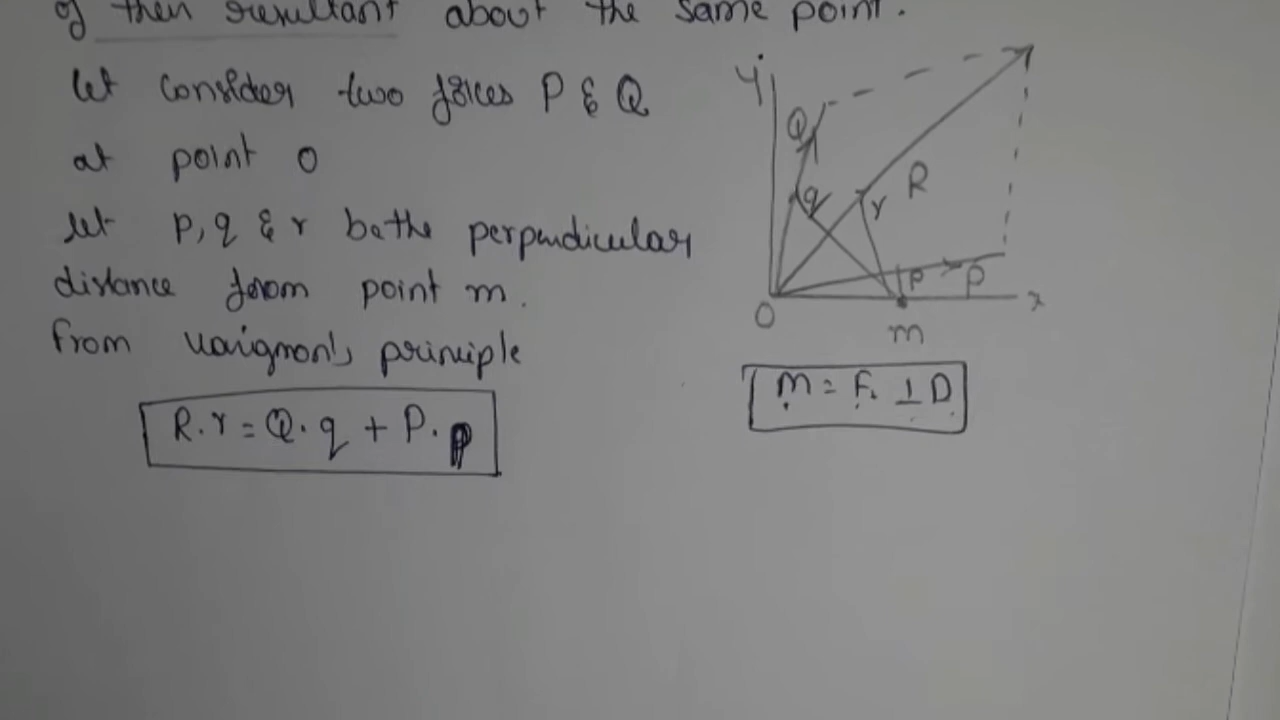 of then resultant about the same point.
let consider two forces P & Q
at point O
let p, q & r be the perpendicular
distance from point m.
from varignon's principle
R.r = Q.q + P.p
y
Q
q
R
r
p
P
O
m
x
M = F. ⊥ D